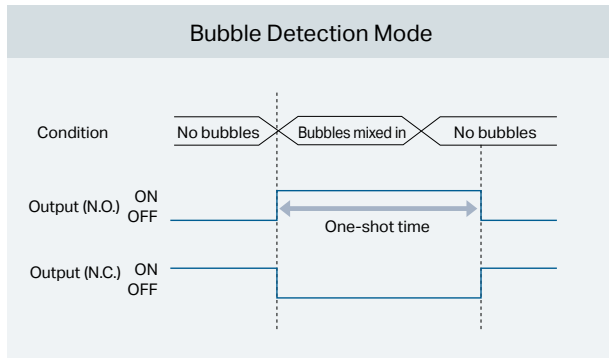 Bubble Detection Mode
Condition No bubbles Bubbles mixed in No bubbles
Output (N.O.) ON
OFF
One-shot time
Output (N.C.) ON
OFF